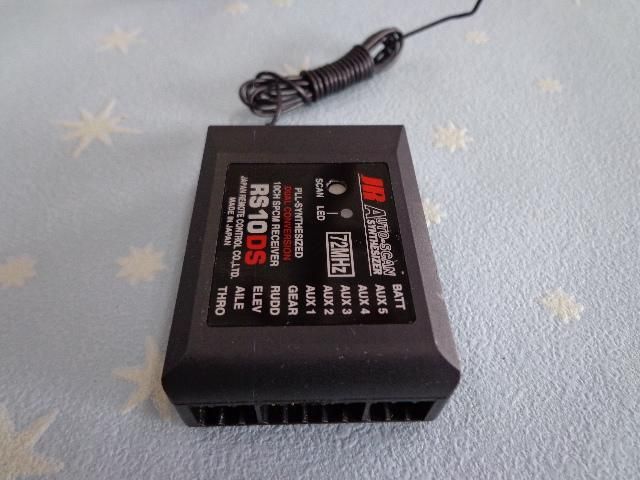 JR AUTO-SCAN
SYNTHESIZER
SCAN LED
72MHz
PLL-SYNTHESIZED
DUAL CONVERSION
10CH SPCM RECEIVER
RS10DS
JAPAN REMOTE CONTROL CO.,LTD.
MADE IN JAPAN
BATT
AUX 5
AUX 4
AUX 3
AUX 2
AUX 1
GEAR
RUDD
ELEV
AILE
THRO